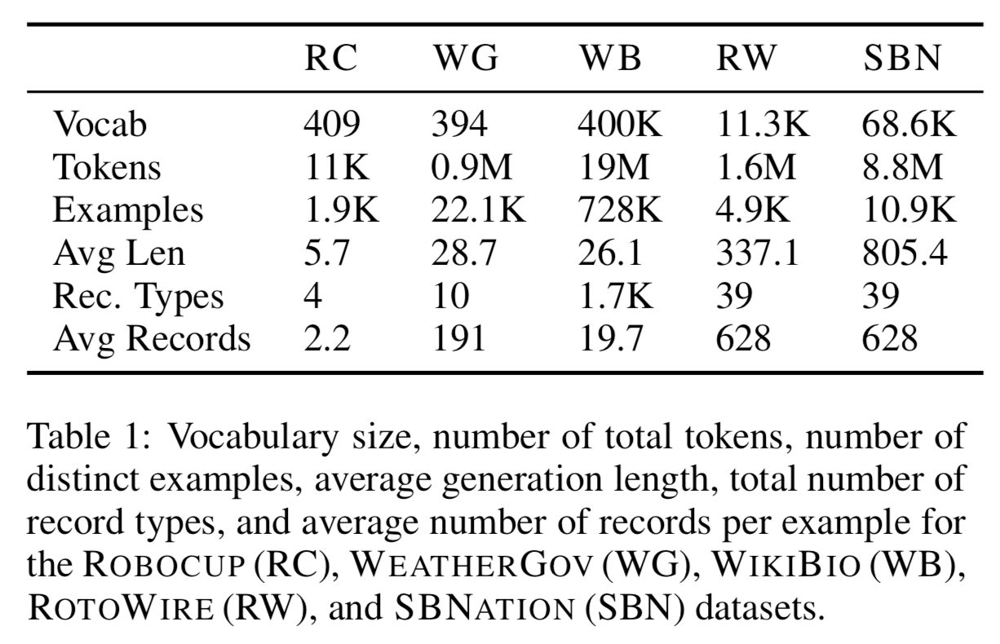 RC WG WB RW SBN
Vocab 409 394 400K 11.3K 68.6K
Tokens 11K 0.9M 19M 1.6M 8.8M
Examples 1.9K 22.1K 728K 4.9K 10.9K
Avg Len 5.7 28.7 26.1 337.1 805.4
Rec. Types 4 10 1.7K 39 39
Avg Records 2.2 191 19.7 628 628
Table 1: Vocabulary size, number of total tokens, number of
distinct examples, average generation length, total number of
record types, and average number of records per example for
the ROBOCUP (RC), WEATHERGOV (WG), WIKIBIO (WB),
ROTOWIRE (RW), and SBNATION (SBN) datasets.